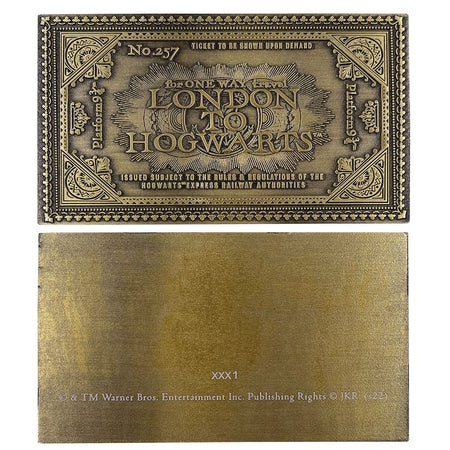 No.257
TICKET TO BE SHOWN UPON DEMAND
Platform 9¾
for ONE WAY travel
LONDON
TO
HOGWARTS™
Platform 9¾
ISSUED SUBJECT TO THE RULES & REGULATIONS OF THE
HOGWARTS EXPRESS RAILWAY AUTHORITIES
XXX1
© & TM Warner Bros. Entertainment Inc. Publishing Rights © JKR. (s22)